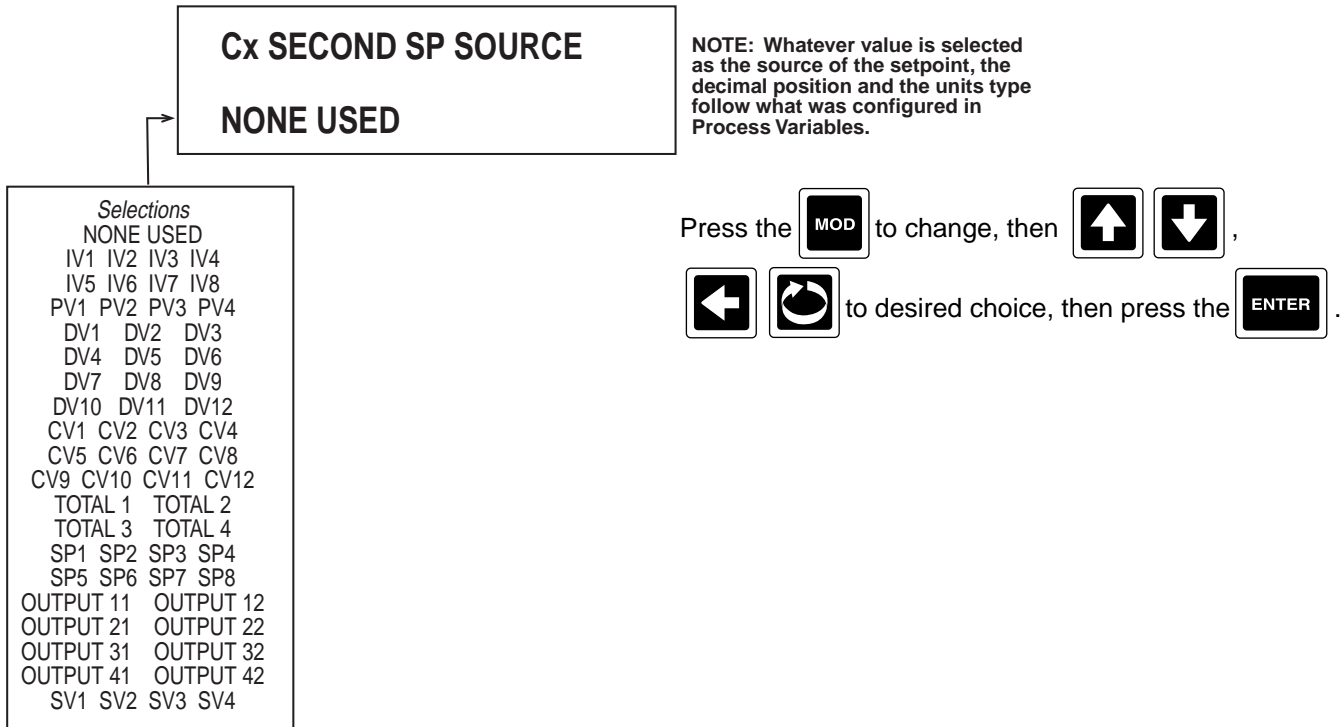 Cx SECOND SP SOURCE
NONE USED
NOTE: Whatever value is selected
as the source of the setpoint, the
decimal position and the units type
follow what was configured in
Process Variables.
Selections
NONE USED
IV1 IV2 IV3 IV4
IV5 IV6 IV7 IV8
PV1 PV2 PV3 PV4
DV1 DV2 DV3
DV4 DV5 DV6
DV7 DV8 DV9
DV10 DV11 DV12
CV1 CV2 CV3 CV4
CV5 CV6 CV7 CV8
CV9 CV10 CV11 CV12
TOTAL 1 TOTAL 2
TOTAL 3 TOTAL 4
SP1 SP2 SP3 SP4
SP5 SP6 SP7 SP8
OUTPUT 11 OUTPUT 12
OUTPUT 21 OUTPUT 22
OUTPUT 31 OUTPUT 32
OUTPUT 41 OUTPUT 42
SV1 SV2 SV3 SV4
Press the MOD to change, then ,
to desired choice, then press the ENTER .